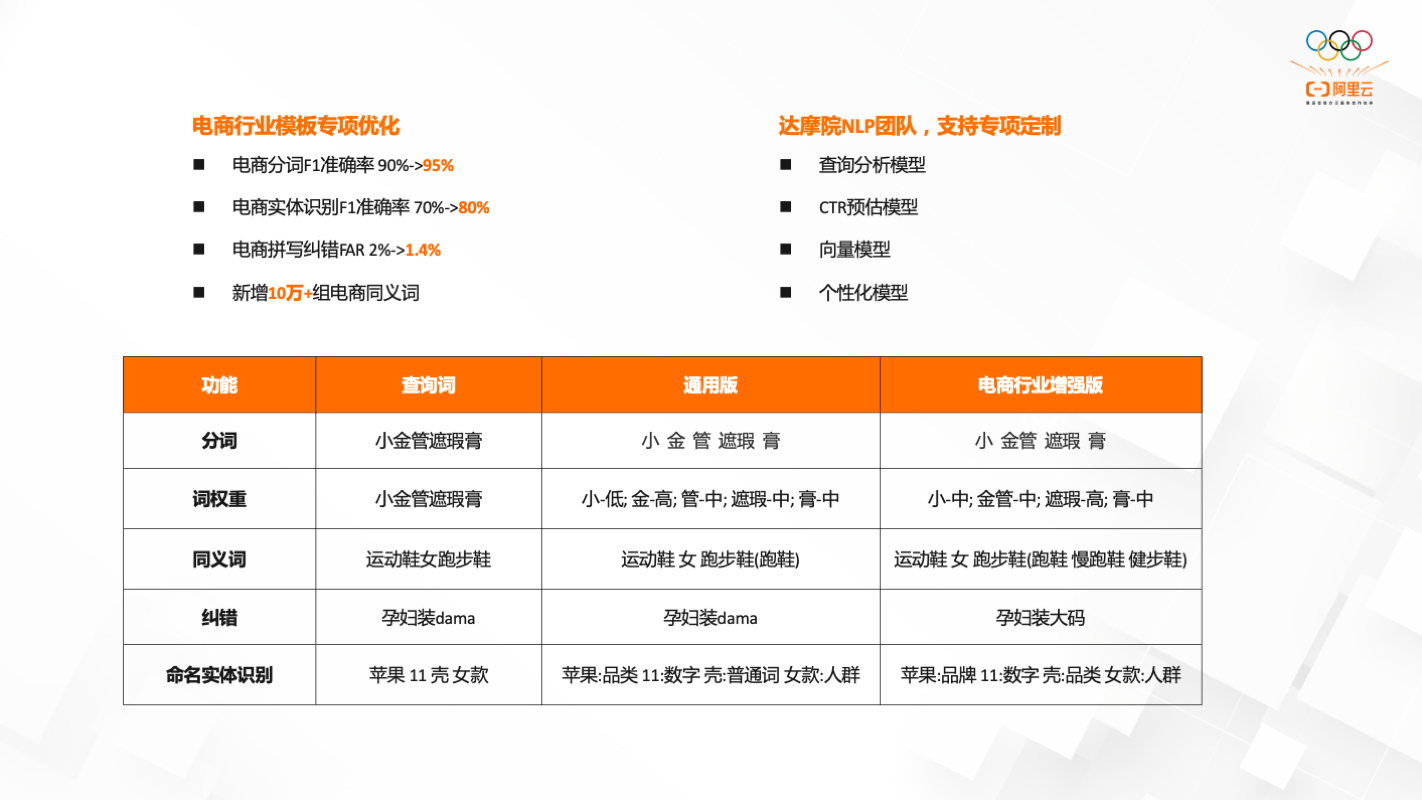 阿里云
电商行业模板专项优化
■ 电商分词F1准确率 90%->95%
■ 电商实体识别F1准确率 70%->80%
■ 电商拼写纠错FAR 2%->1.4%
■ 新增10万+组电商同义词
达摩院NLP团队，支持专项定制
■ 查询分析模型
■ CTR预估模型
■ 向量模型
■ 个性化模型
功能 查询词 通用版 电商行业增强版
分词 小金管遮瑕膏 小 金 管 遮瑕 膏 小 金管 遮瑕 膏
词权重 小金管遮瑕膏 小-低; 金-高; 管-中; 遮瑕-中; 膏-中 小-中; 金管-中; 遮瑕-高; 膏-中
同义词 运动鞋女跑步鞋 运动鞋 女 跑步鞋(跑鞋) 运动鞋 女 跑步鞋(跑鞋 慢跑鞋 健步鞋)
纠错 孕妇装dama 孕妇装dama 孕妇装大码
命名实体识别 苹果 11 壳 女款 苹果:品类 11:数字 壳:普通词 女款:人群 苹果:品牌 11:数字 壳:品类 女款:人群